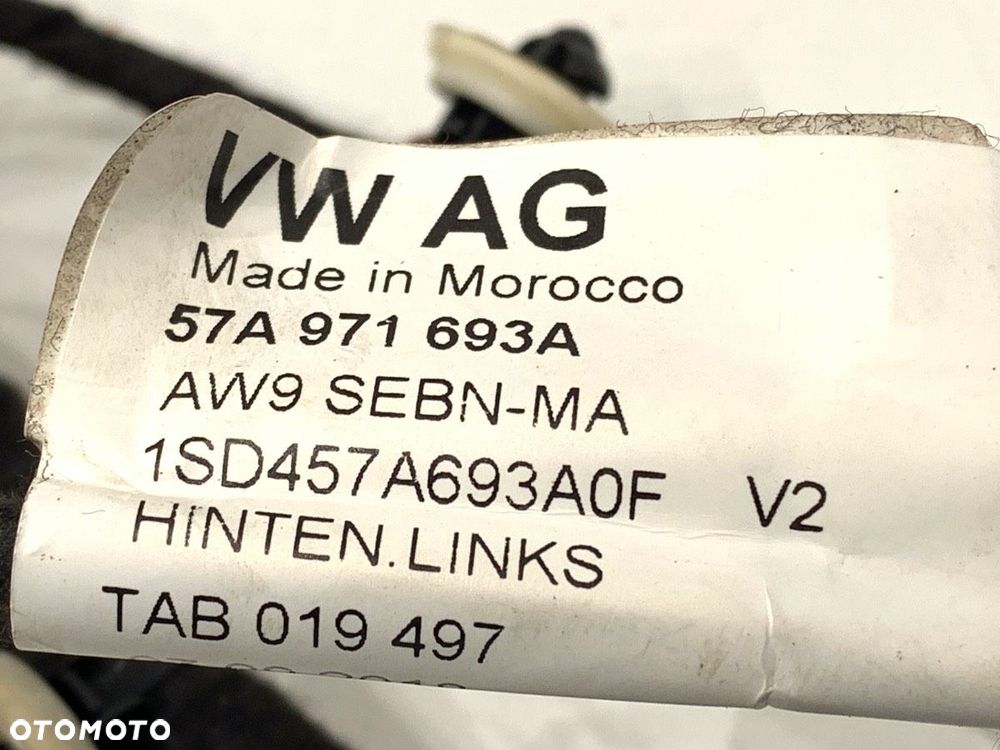 VW AG
Made in Morocco
57A 971 693A
AW9 SEBN-MA
1SD457A693A0F V2
HINTEN.LINKS
TAB 019 497
OTOMOTO